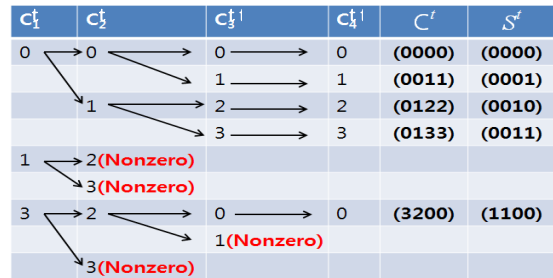 C₁ᵗ C₂ᵗ C₃ᵗ¹ C₄ᵗ¹ Cᵗ Sᵗ
0 0 0 0 (0000) (0000)
1 1 (0011) (0001)
1 2 2 (0122) (0010)
3 3 (0133) (0011)
1 2(Nonzero)
3(Nonzero)
3 2 0 0 (3200) (1100)
1(Nonzero)
3(Nonzero)